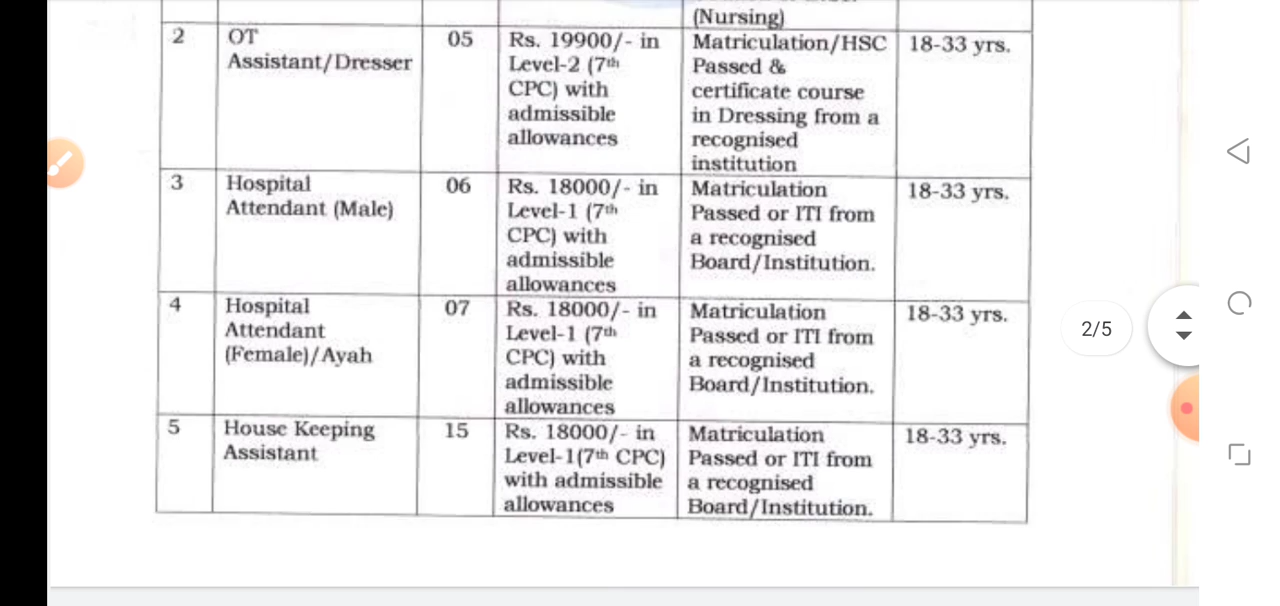 (Nursing)
2 OT Assistant/Dresser 05 Rs. 19900/- in Level-2 (7th CPC) with admissible allowances Matriculation/HSC Passed & certificate course in Dressing from a recognised institution 18-33 yrs.
3 Hospital Attendant (Male) 06 Rs. 18000/- in Level-1 (7th CPC) with admissible allowances Matriculation Passed or ITI from a recognised Board/Institution. 18-33 yrs.
4 Hospital Attendant (Female)/Ayah 07 Rs. 18000/- in Level-1 (7th CPC) with admissible allowances Matriculation Passed or ITI from a recognised Board/Institution. 18-33 yrs.
5 House Keeping Assistant 15 Rs. 18000/- in Level-1(7th CPC) with admissible allowances Matriculation Passed or ITI from a recognised Board/Institution. 18-33 yrs.
2/5